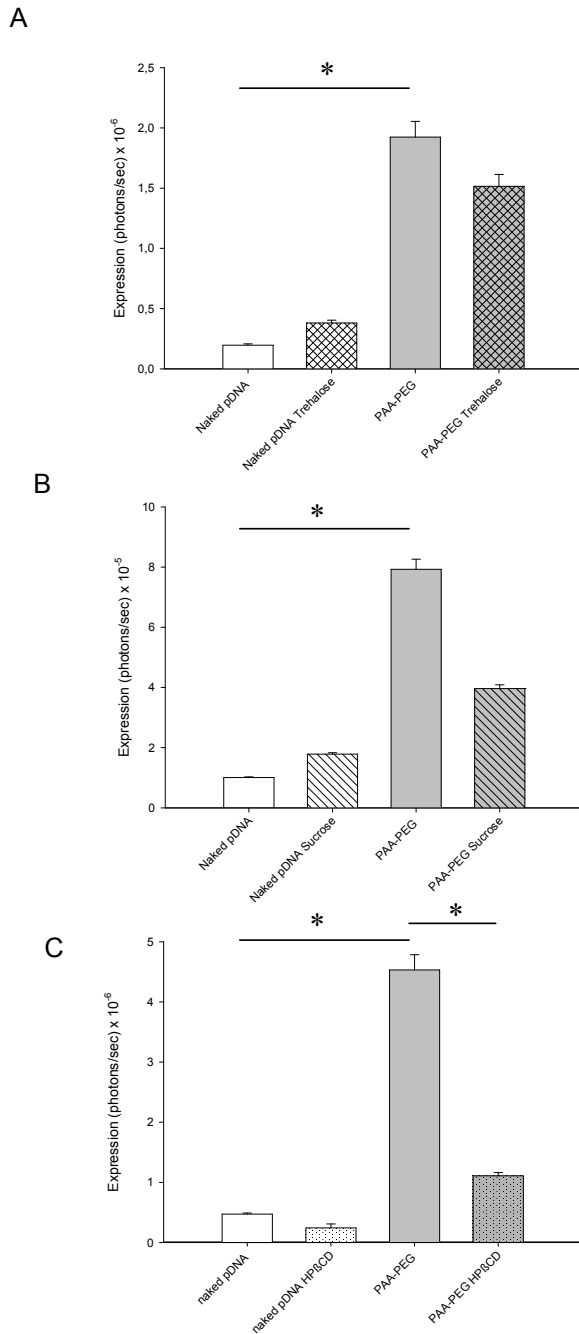 A
*
2,5
2,0
1,5
1,0
0,5
0,0
Expression (photons/sec) x 10-6
Naked pDNA
Naked pDNA Trehalose
PAA-PEG
PAA-PEG Trehalose
B
*
10
8
6
4
2
0
Expression (photons/sec) x 10-5
Naked pDNA
Naked pDNA Sucrose
PAA-PEG
PAA-PEG Sucrose
C
* *
5
4
3
2
1
0
Expression (photons/sec) x 10-6
naked pDNA
naked pDNA HPßCD
PAA-PEG
PAA-PEG HPßCD